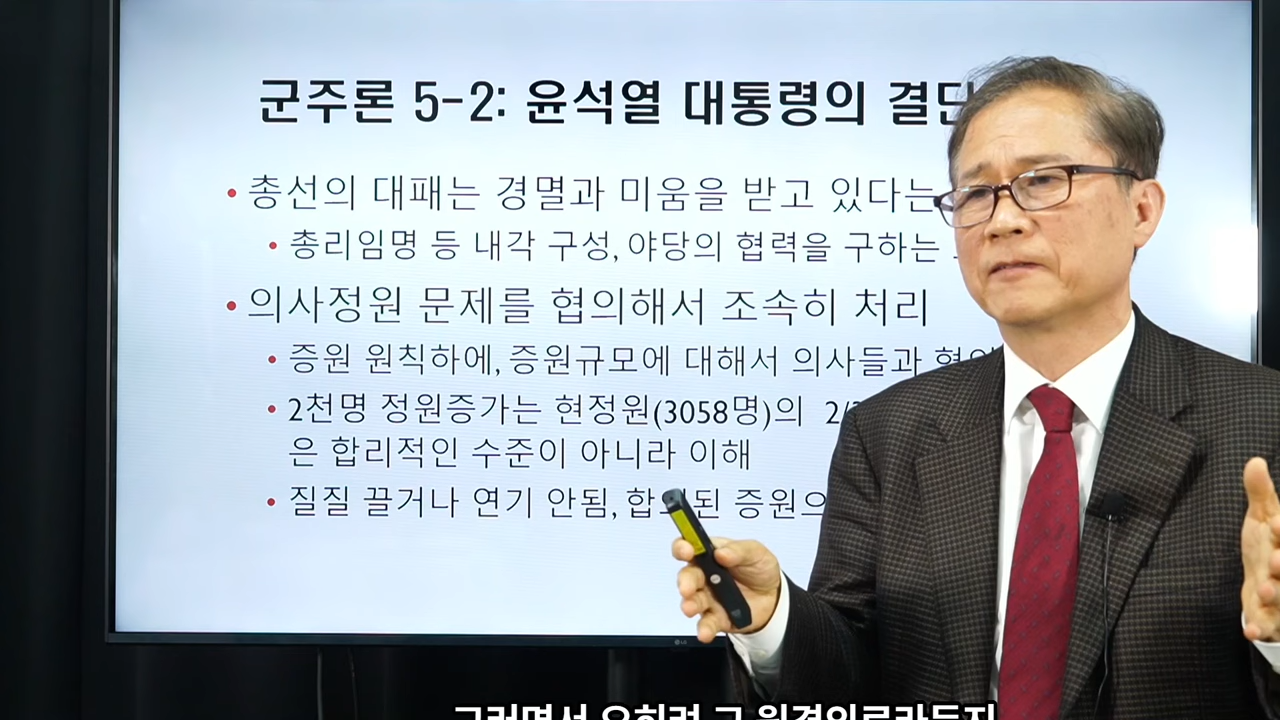 군주론 5-2: 윤석열 대통령의
• 총선의 대패는 경멸과 미움을 받고 있다는
• 총리임명 등 내각 구성, 야당의 협력을 구하는
• 의사정원 문제를 협의해서 조속히 처리
• 증원 원칙하에, 증원규모에 대해서 의사들과
• 2천명 정원증가는 현정원(3058명)의
은 합리적인 수준이 아니라 이해
• 질질 끌거나 연기 안됨,
LG